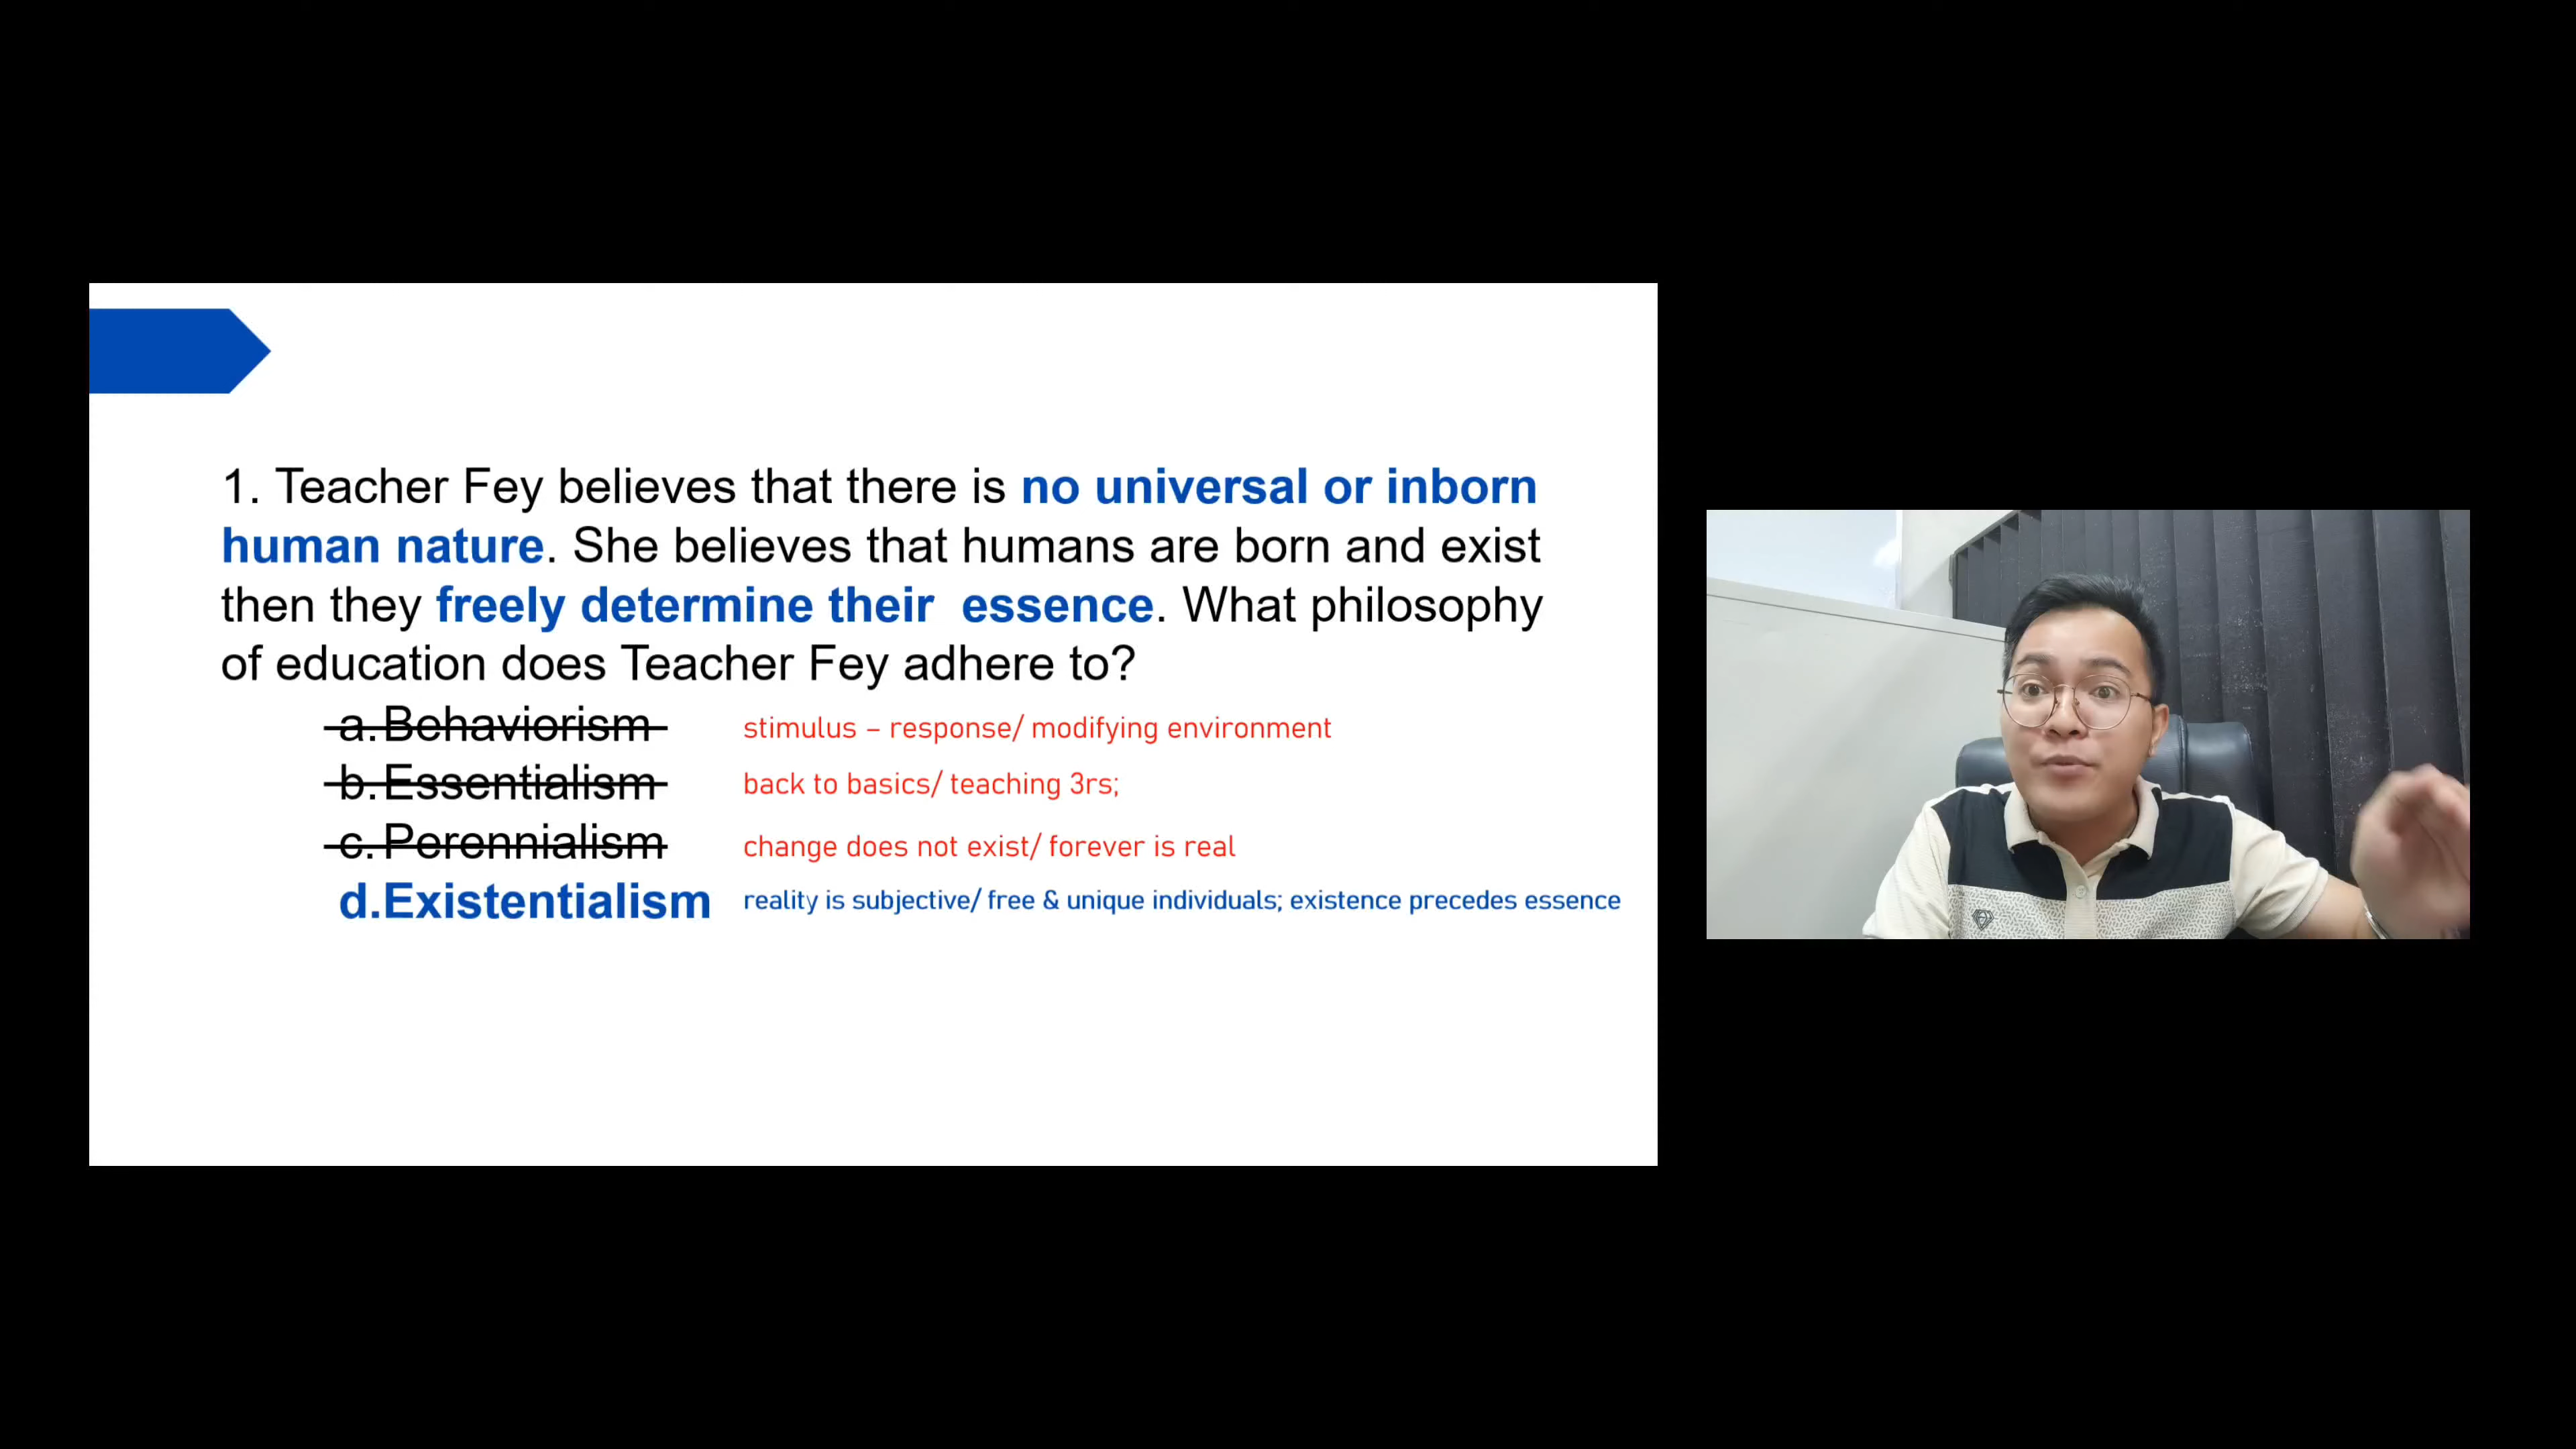 1. Teacher Fey believes that there is no universal or inborn
human nature. She believes that humans are born and exist
then they freely determine their essence. What philosophy
of education does Teacher Fey adhere to?
a. Behaviorism stimulus – response/ modifying environment
b. Essentialism back to basics/ teaching 3rs;
c. Perennialism change does not exist/ forever is real
d. Existentialism reality is subjective/ free & unique individuals; existence precedes essence